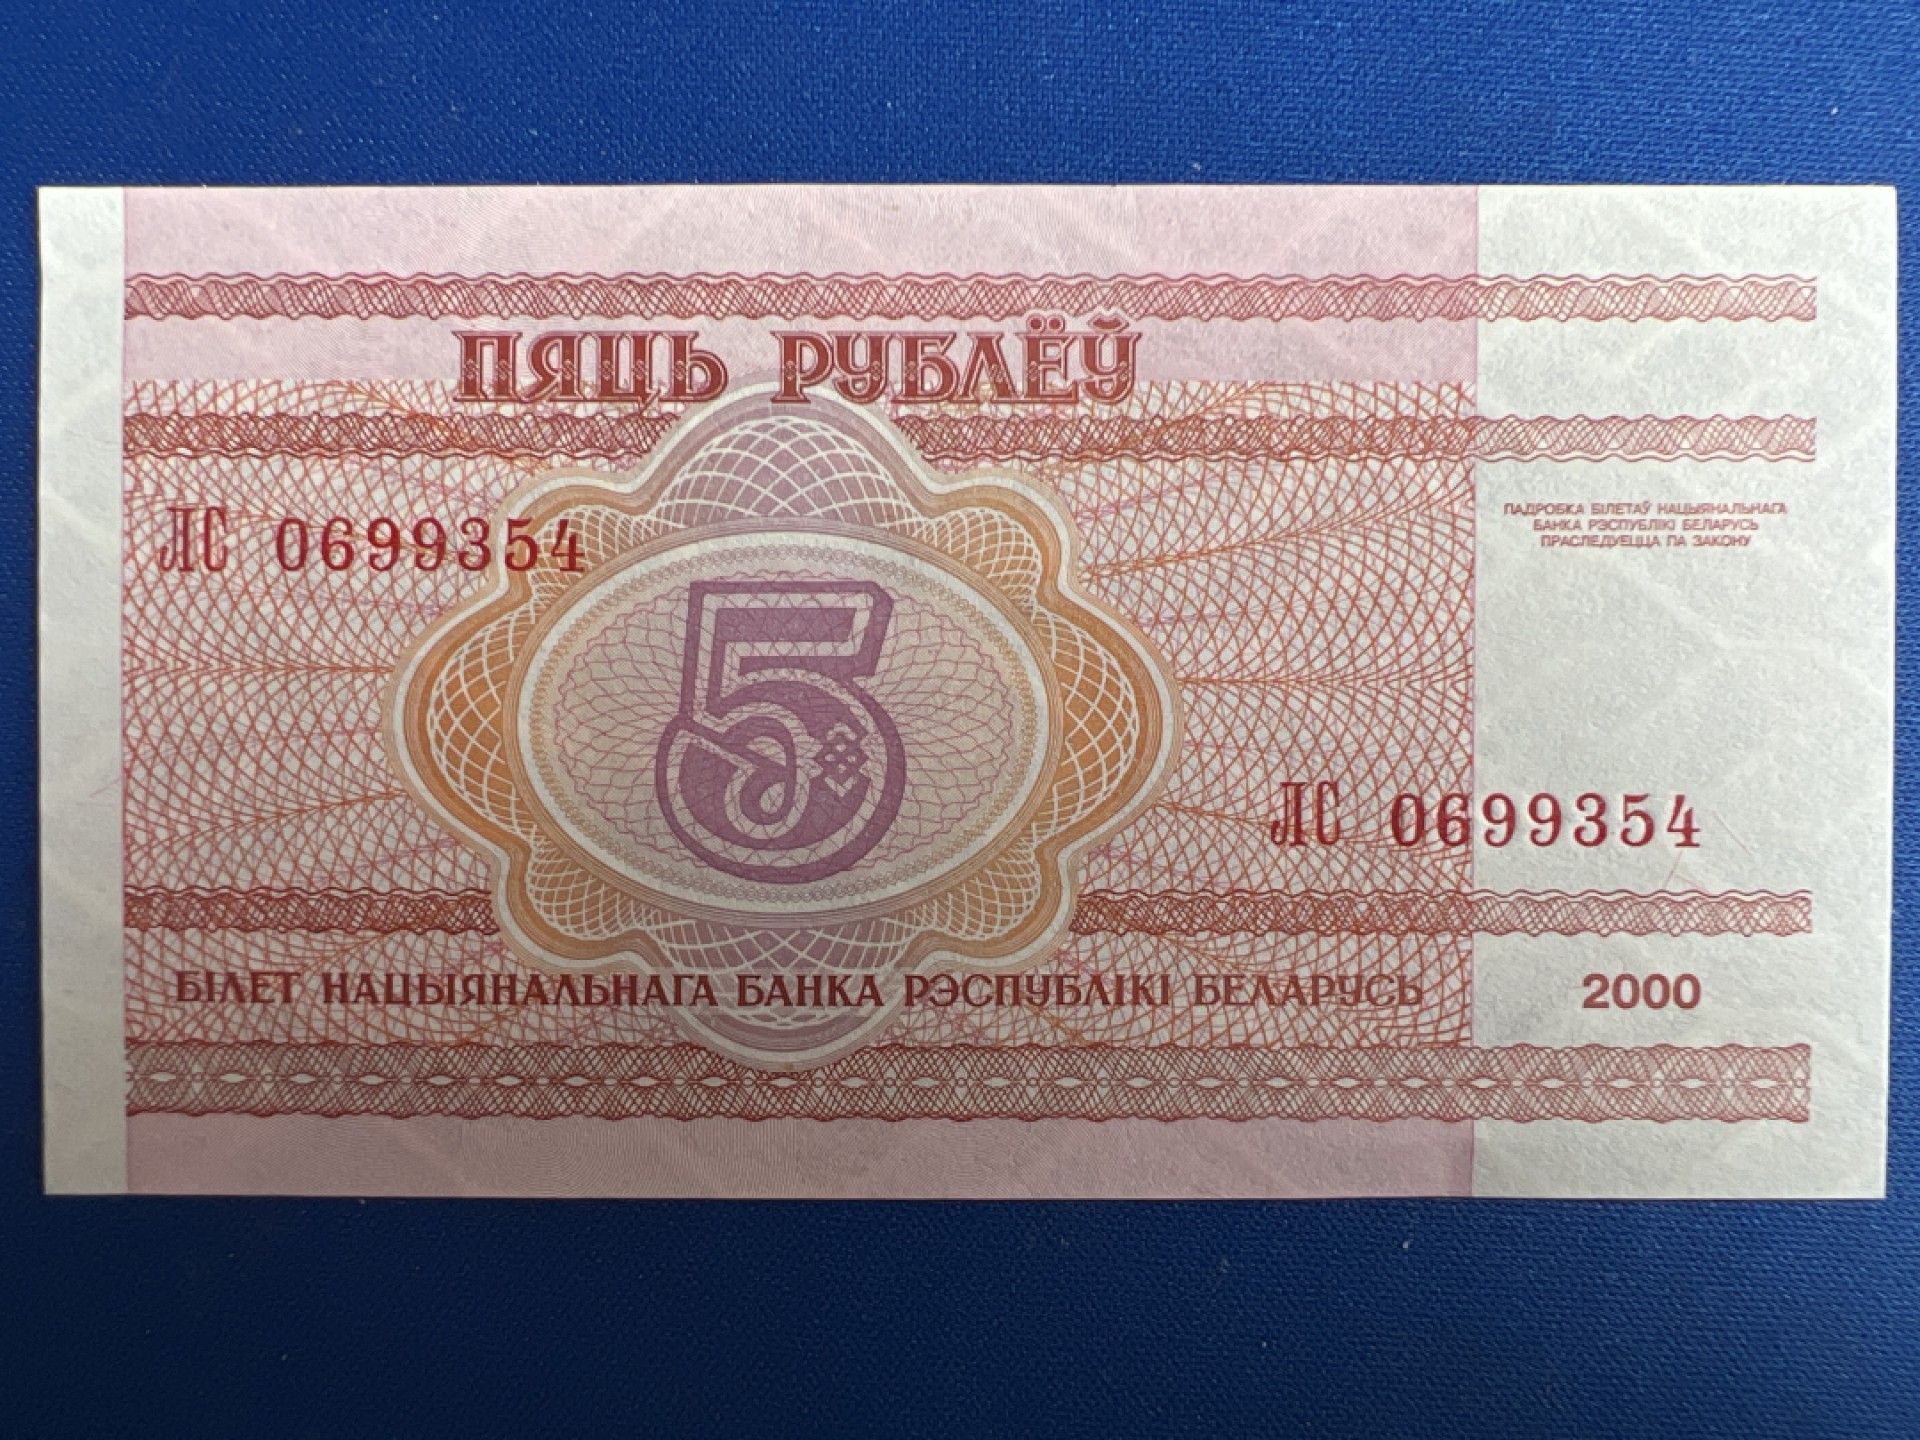 ПЯЦЬ РУБЛЁЎ
ПАДРОБКА БІЛЕТАЎ НАЦЫЯНАЛЬНАГА
БАНКА РЭСПУБЛІКІ БЕЛАРУСЬ
ПРАСЛЕДУЕЦЦА ПА ЗАКОНУ
ЛС 0699354
5
ЛС 0699354
БІЛЕТ НАЦЫЯНАЛЬНАГА БАНКА РЭСПУБЛІКІ БЕЛАРУСЬ 2000